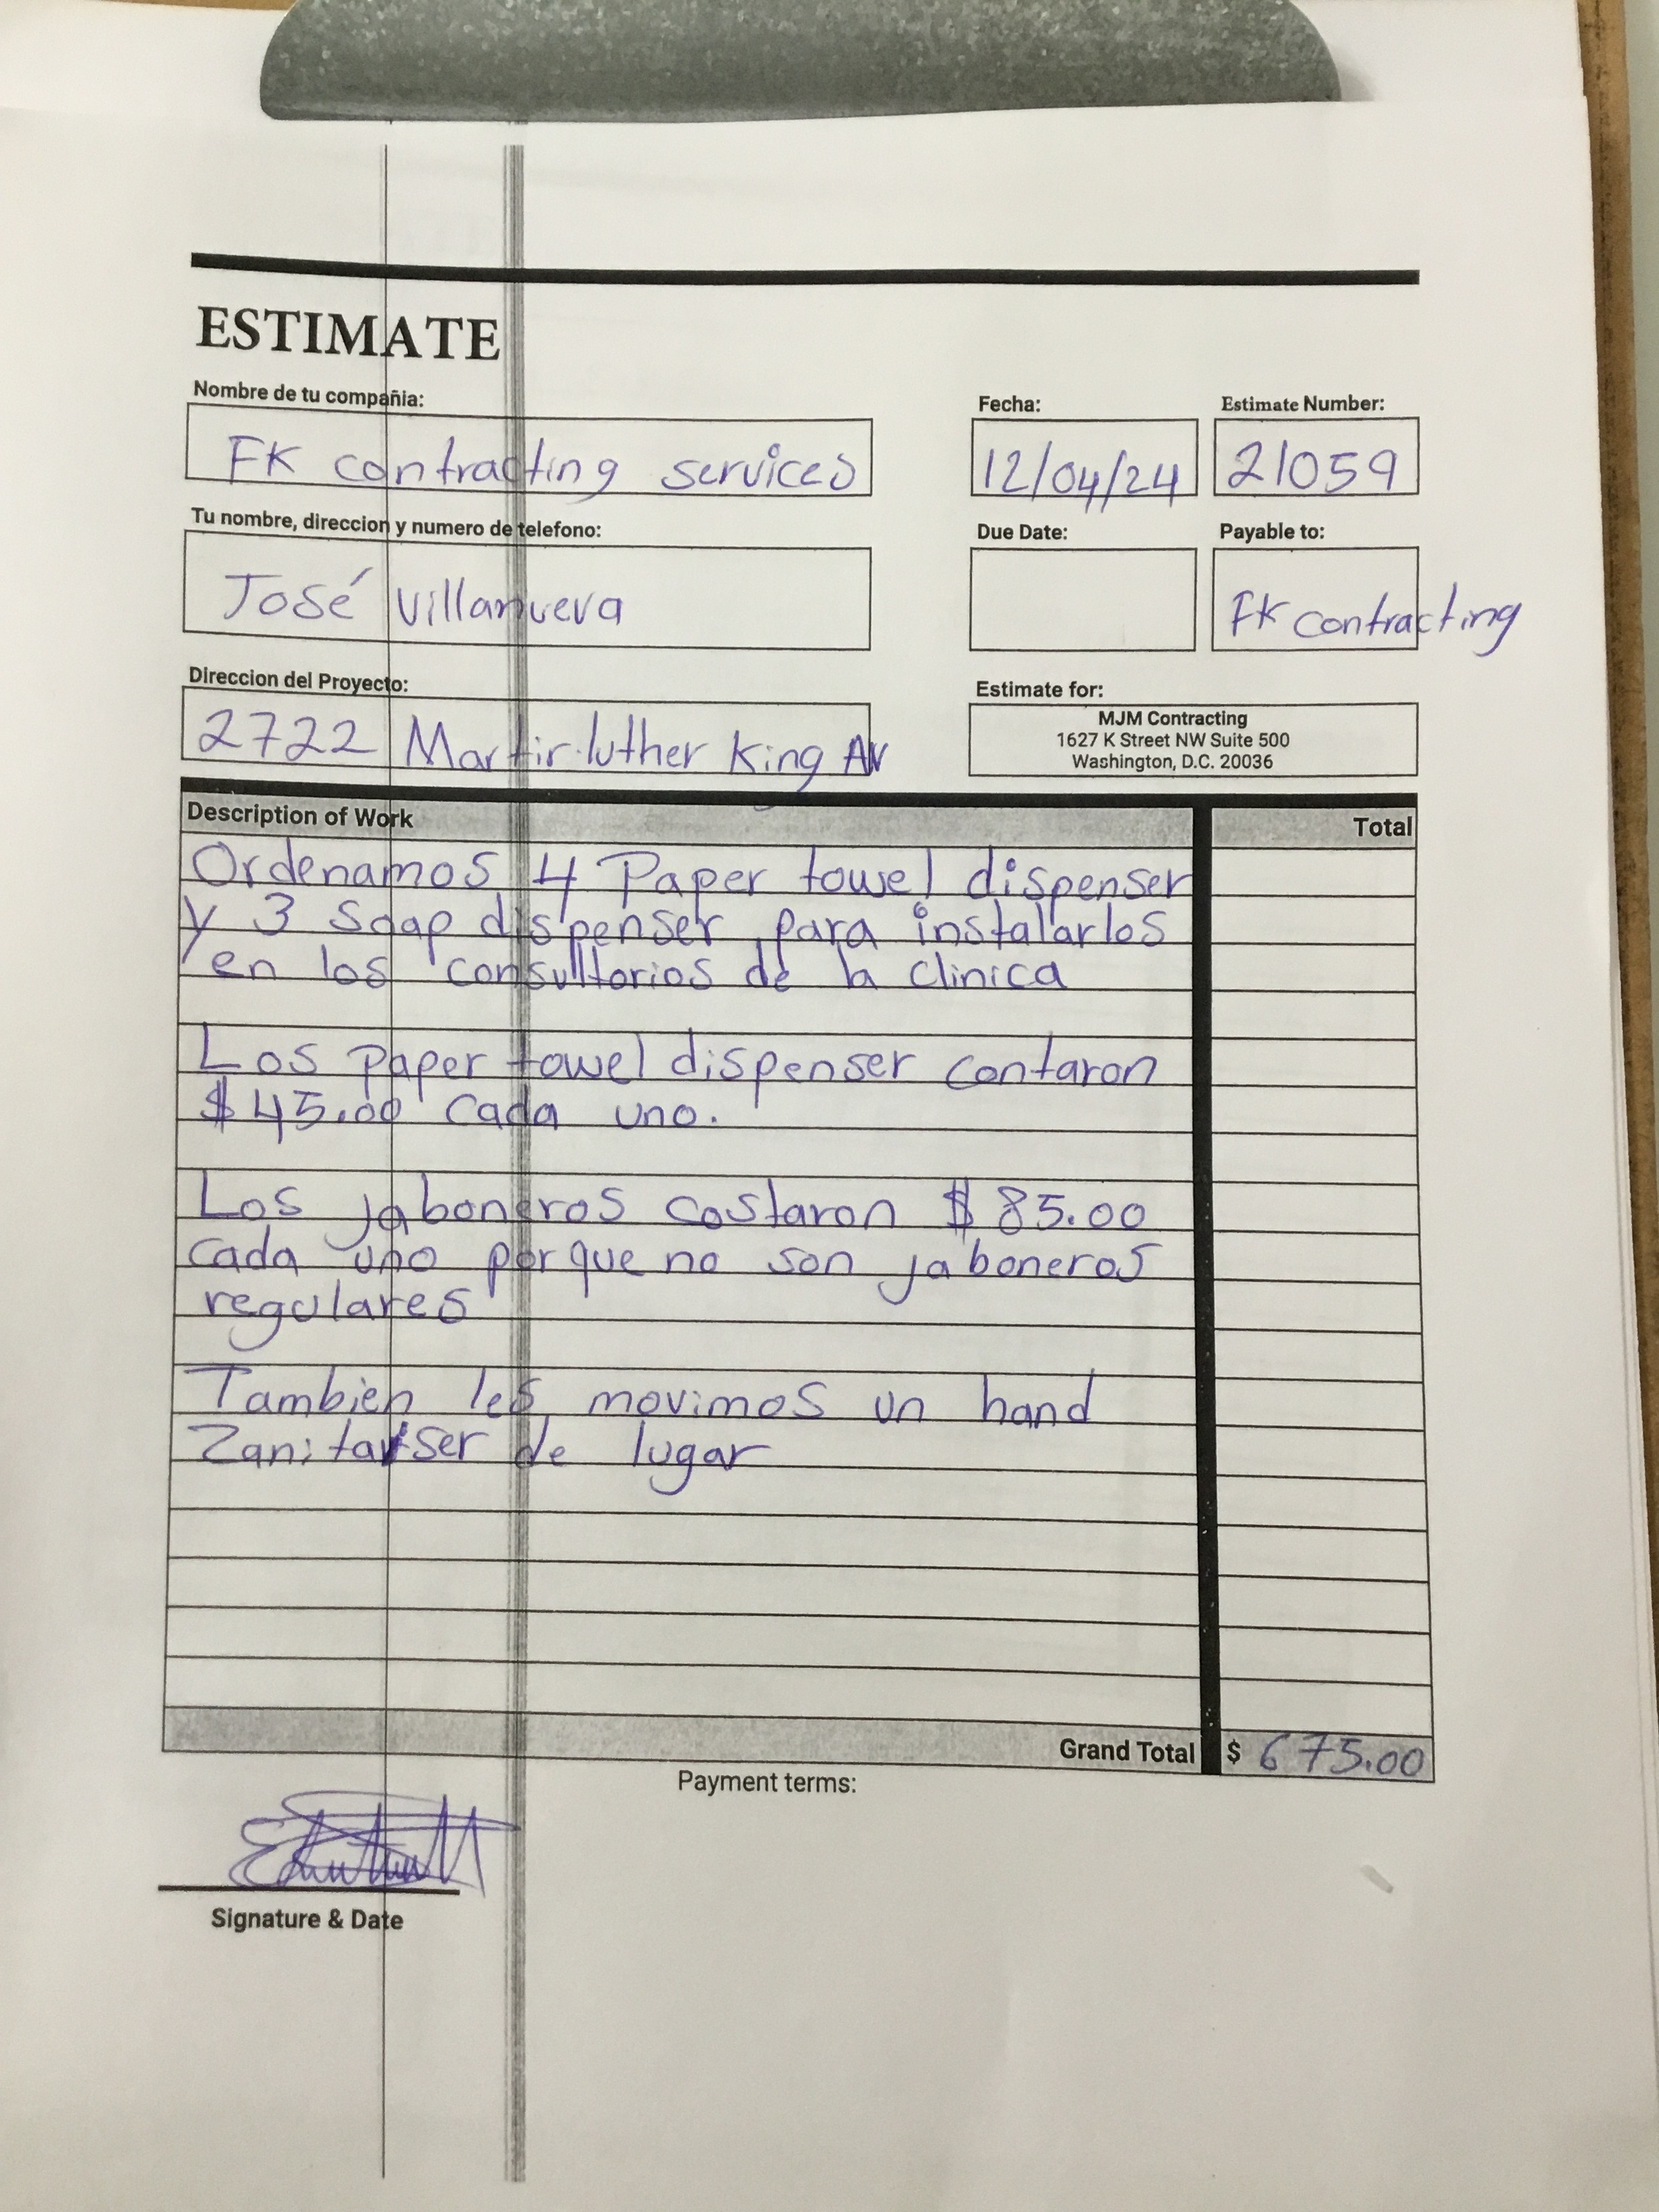 ESTIMATE
Nombre de tu compañia:
FK contracting services
Fecha:
12/04/24
Estimate Number:
21059
Tu nombre, direccion y numero de telefono:
José Villanueva
Due Date:
Payable to:
FK contracting
Direccion del Proyecto:
2722 Martir luther King AV
Estimate for:
MJM Contracting
1627 K Street NW Suite 500
Washington, D.C. 20036
Description of Work
Total
Ordenamos 4 Paper towel dispenser
y 3 Soap dispenser para instalarlos
en los consultorios de la clinica
Los paper towel dispenser contaron
$45.00 cada uno.
Los jaboneros costaron $85.00
cada uno porque no son jaboneros
regulares
Tambien les movimos un hand
de lugar
Grand Total
$ 675.00
Payment terms:
Signature & Date